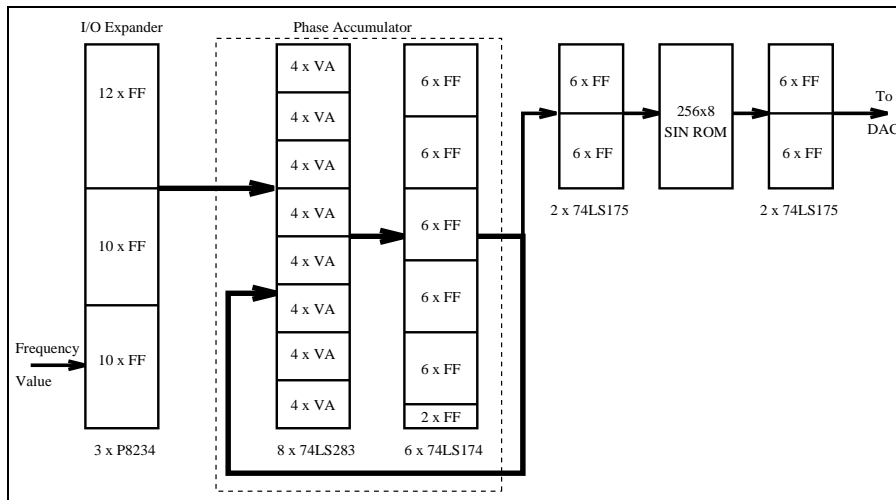 I/O Expander
Phase Accumulator
12 x FF
10 x FF
10 x FF
Frequency
Value
3 x P8234
4 x VA
4 x VA
4 x VA
4 x VA
4 x VA
4 x VA
4 x VA
4 x VA
8 x 74LS283
6 x FF
6 x FF
6 x FF
6 x FF
6 x FF
2 x FF
6 x 74LS174
6 x FF
6 x FF
2 x 74LS175
256x8
SIN ROM
6 x FF
6 x FF
2 x 74LS175
To
DAC